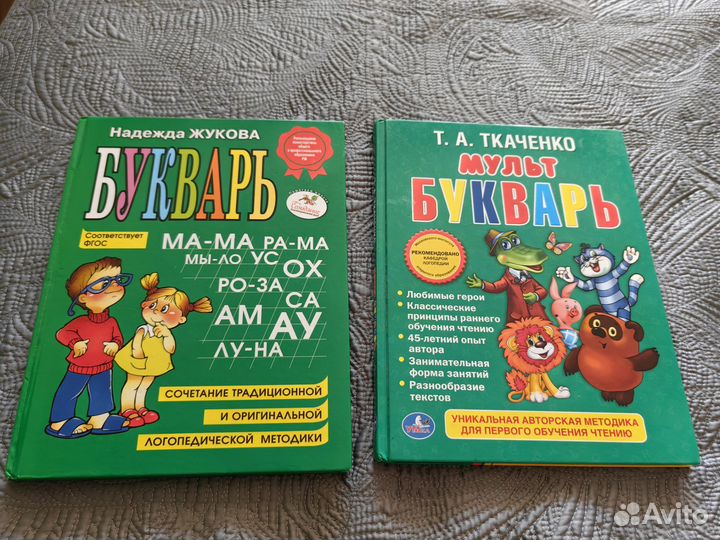 Надежда ЖУКОВА
БУКВАРЬ
Соответствует
ФГОС
МА-МА РА-МА
МЫ-ЛО УС
ОХ
РО-ЗА
СА
АМ
АУ
ЛУ-НА
СОЧЕТАНИЕ ТРАДИЦИОННОЙ
И ОРИГИНАЛЬНОЙ
ЛОГОПЕДИЧЕСКОЙ МЕТОДИКИ
Т. А. ТКАЧЕНКО
МУЛЬТ
БУКВАРЬ
РЕКОМЕНДОВАНО
КАФЕДРОЙ
ЛОГОПЕДИИ
• Любимые герои
• Классические
принципы раннего
обучения чтению
• 45-летний опыт
автора
• Занимательная
форма занятий
• Разнообразие
текстов
Умка
УНИКАЛЬНАЯ АВТОРСКАЯ МЕТОДИКА
ДЛЯ ПЕРВОГО ОБУЧЕНИЯ ЧТЕНИЮ
Avito